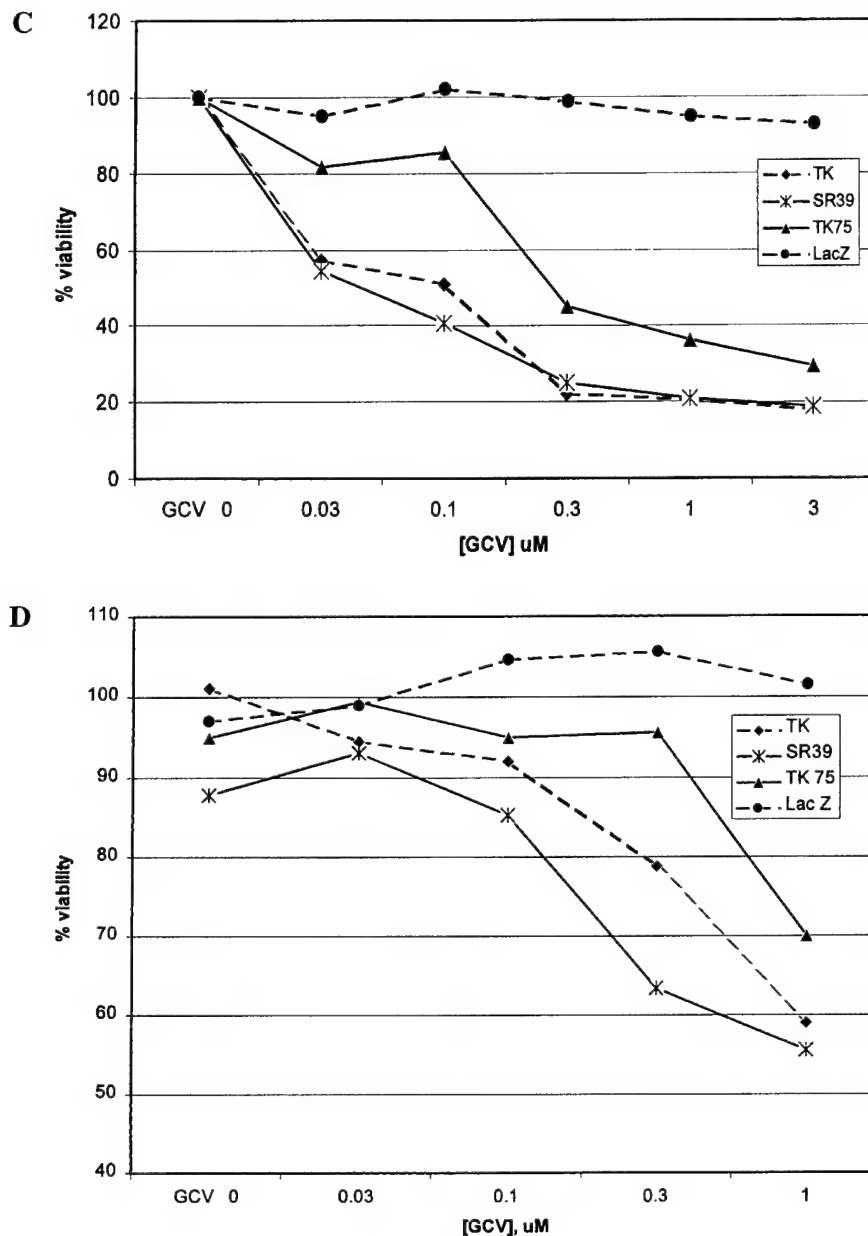 C
120
100
80
60
40
20
0
% viability
TK
SR39
TK75
LacZ
GCV 0 0.03 0.1 0.3 1 3
[GCV] uM
D
110
100
90
80
70
60
50
40
% viability
TK
SR39
TK 75
Lac Z
GCV 0 0.03 0.1 0.3 1
[GCV], uM